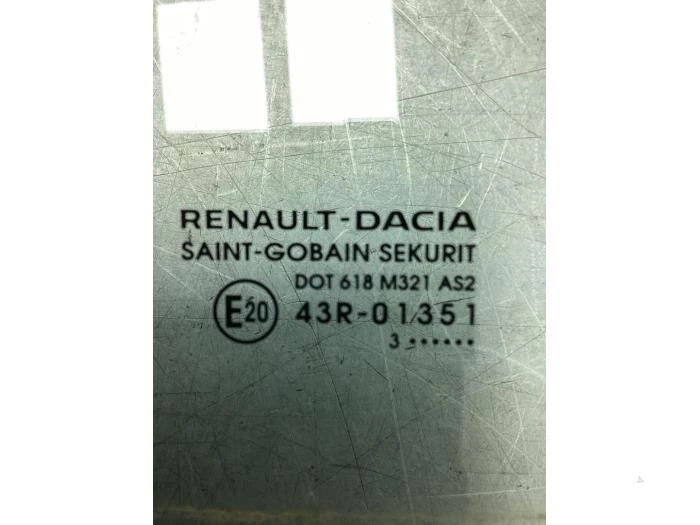 RENAULT-DACIA
SAINT-GOBAIN SEKURIT
DOT 618 M321 AS2
E20 43R-01351
3 ••••••